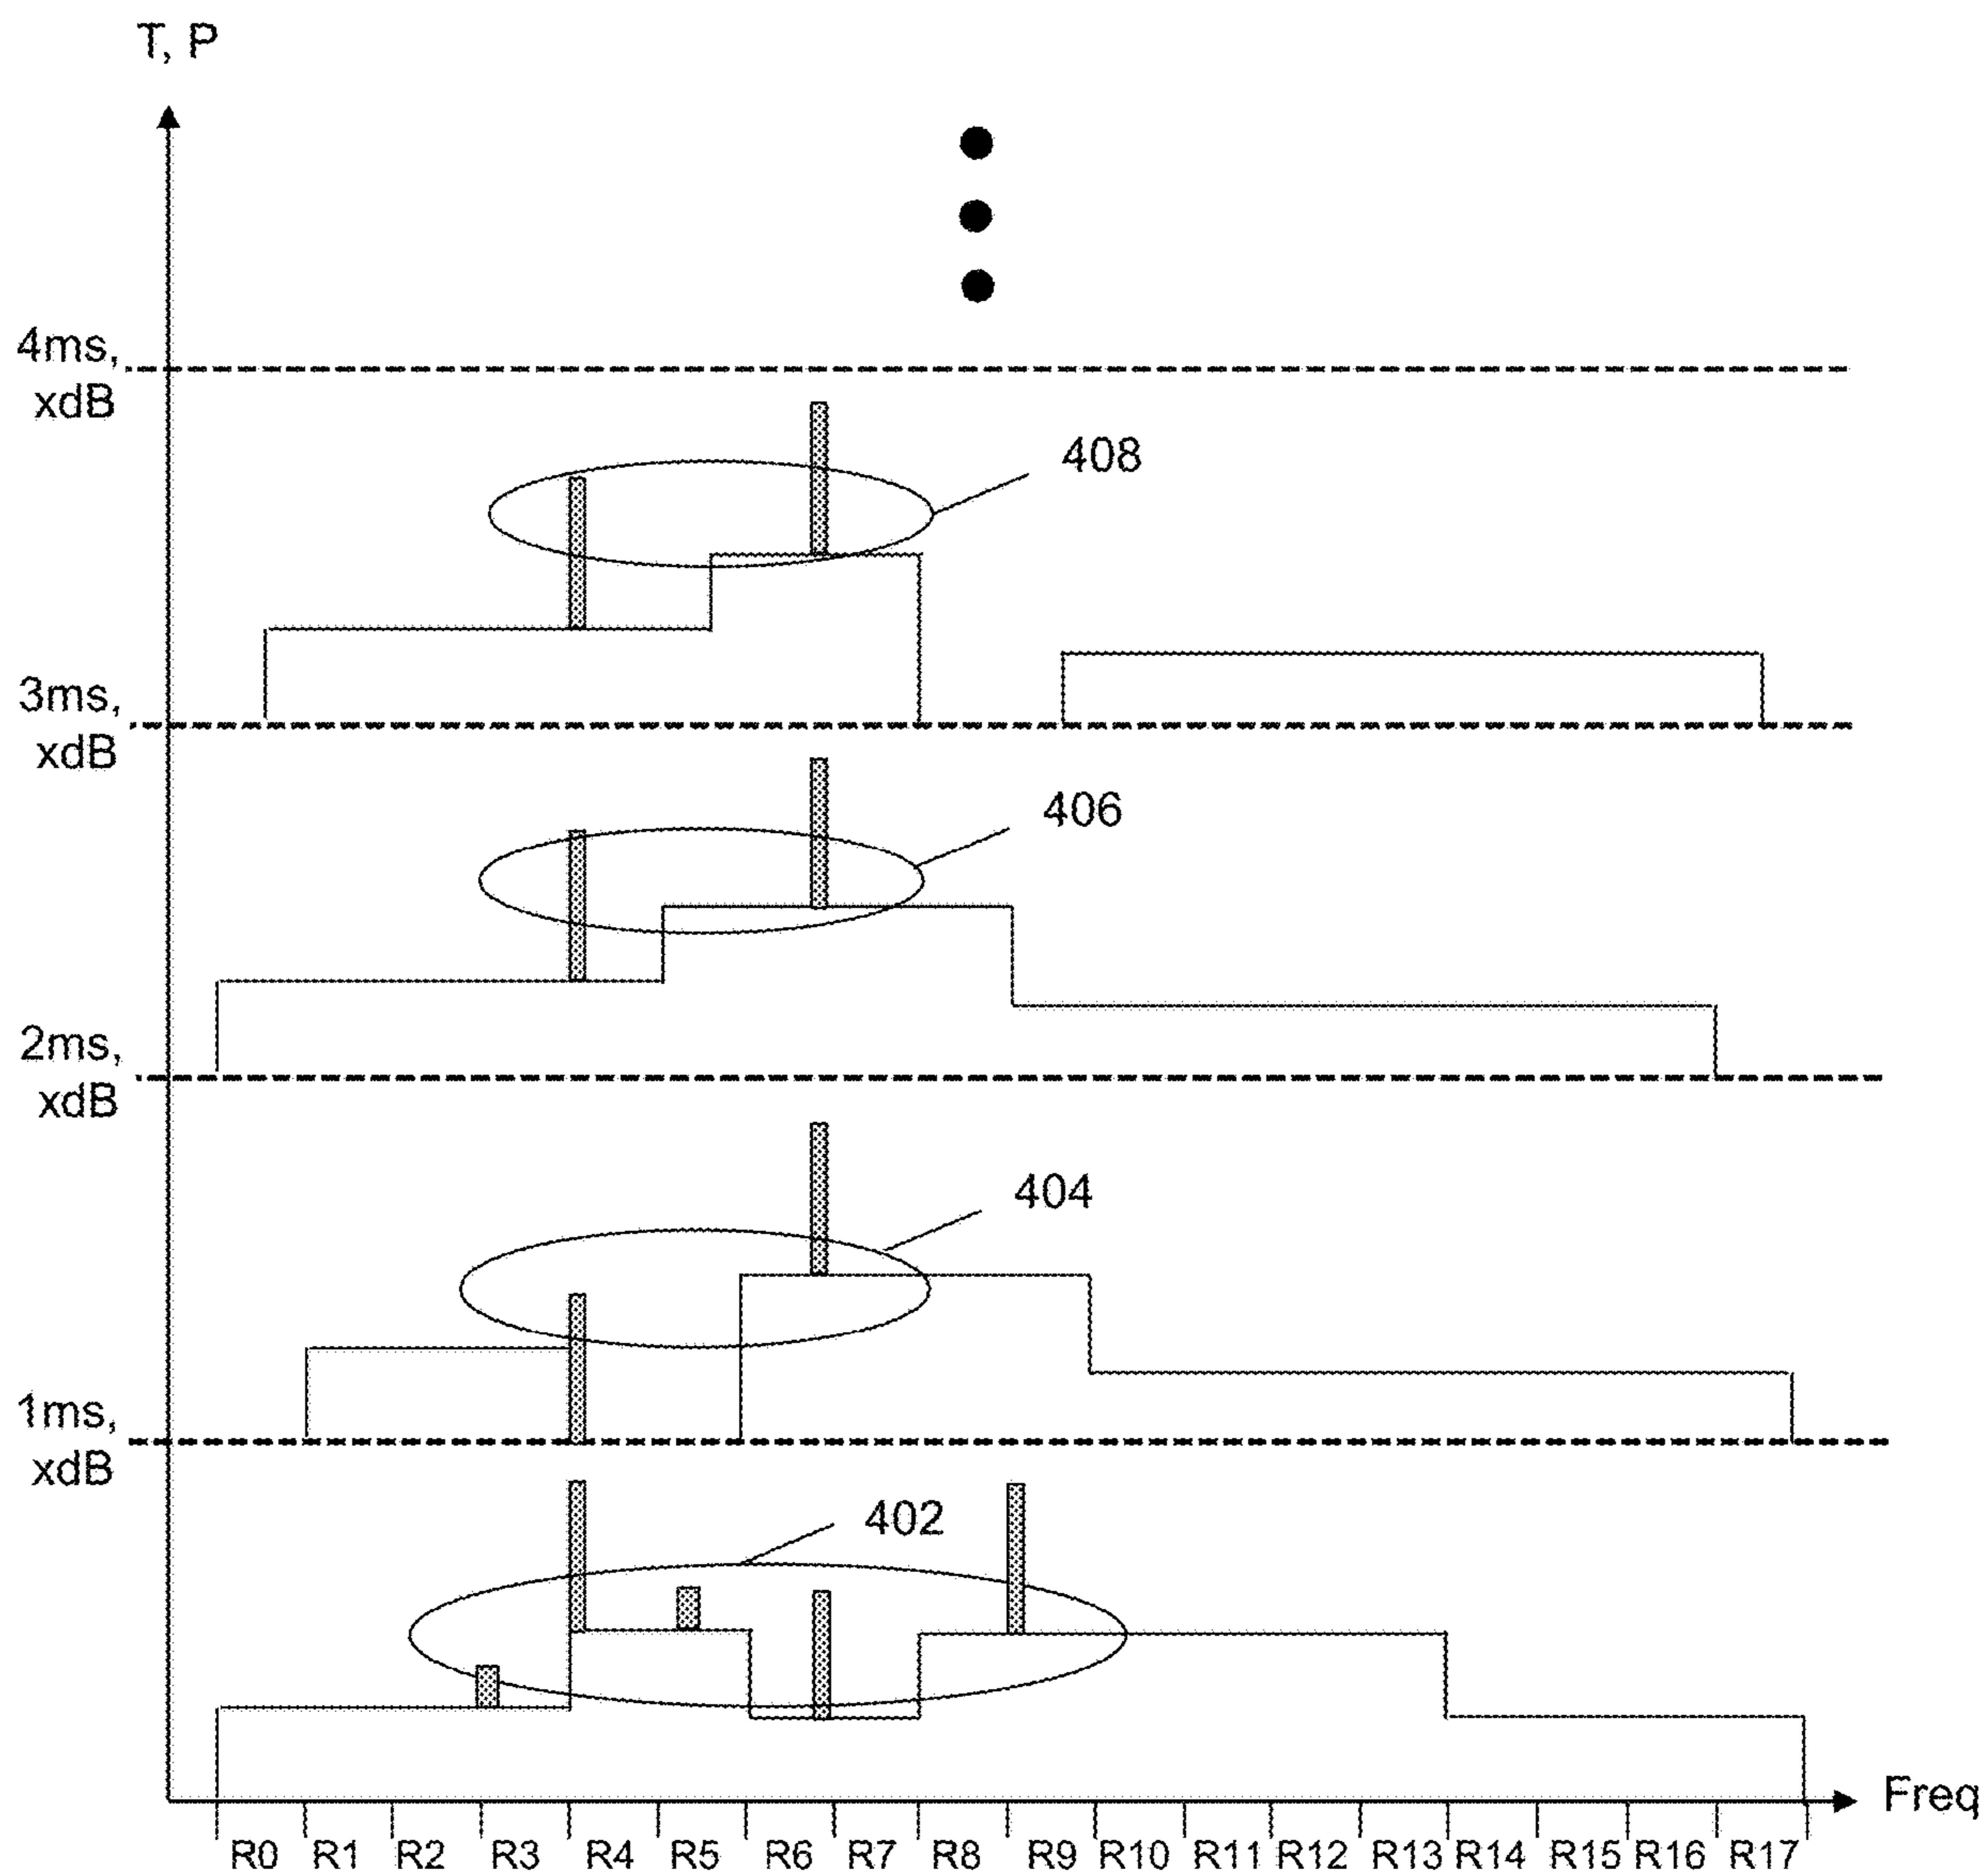 T, P
4ms,
xdB
408
3ms,
xdB
406
2ms,
xdB
404
1ms,
xdB
402
Freq
R0 R1 R2 R3 R4 R5 R6 R7 R8 R9 R10 R11 R12 R13 R14 R15 R16 R17